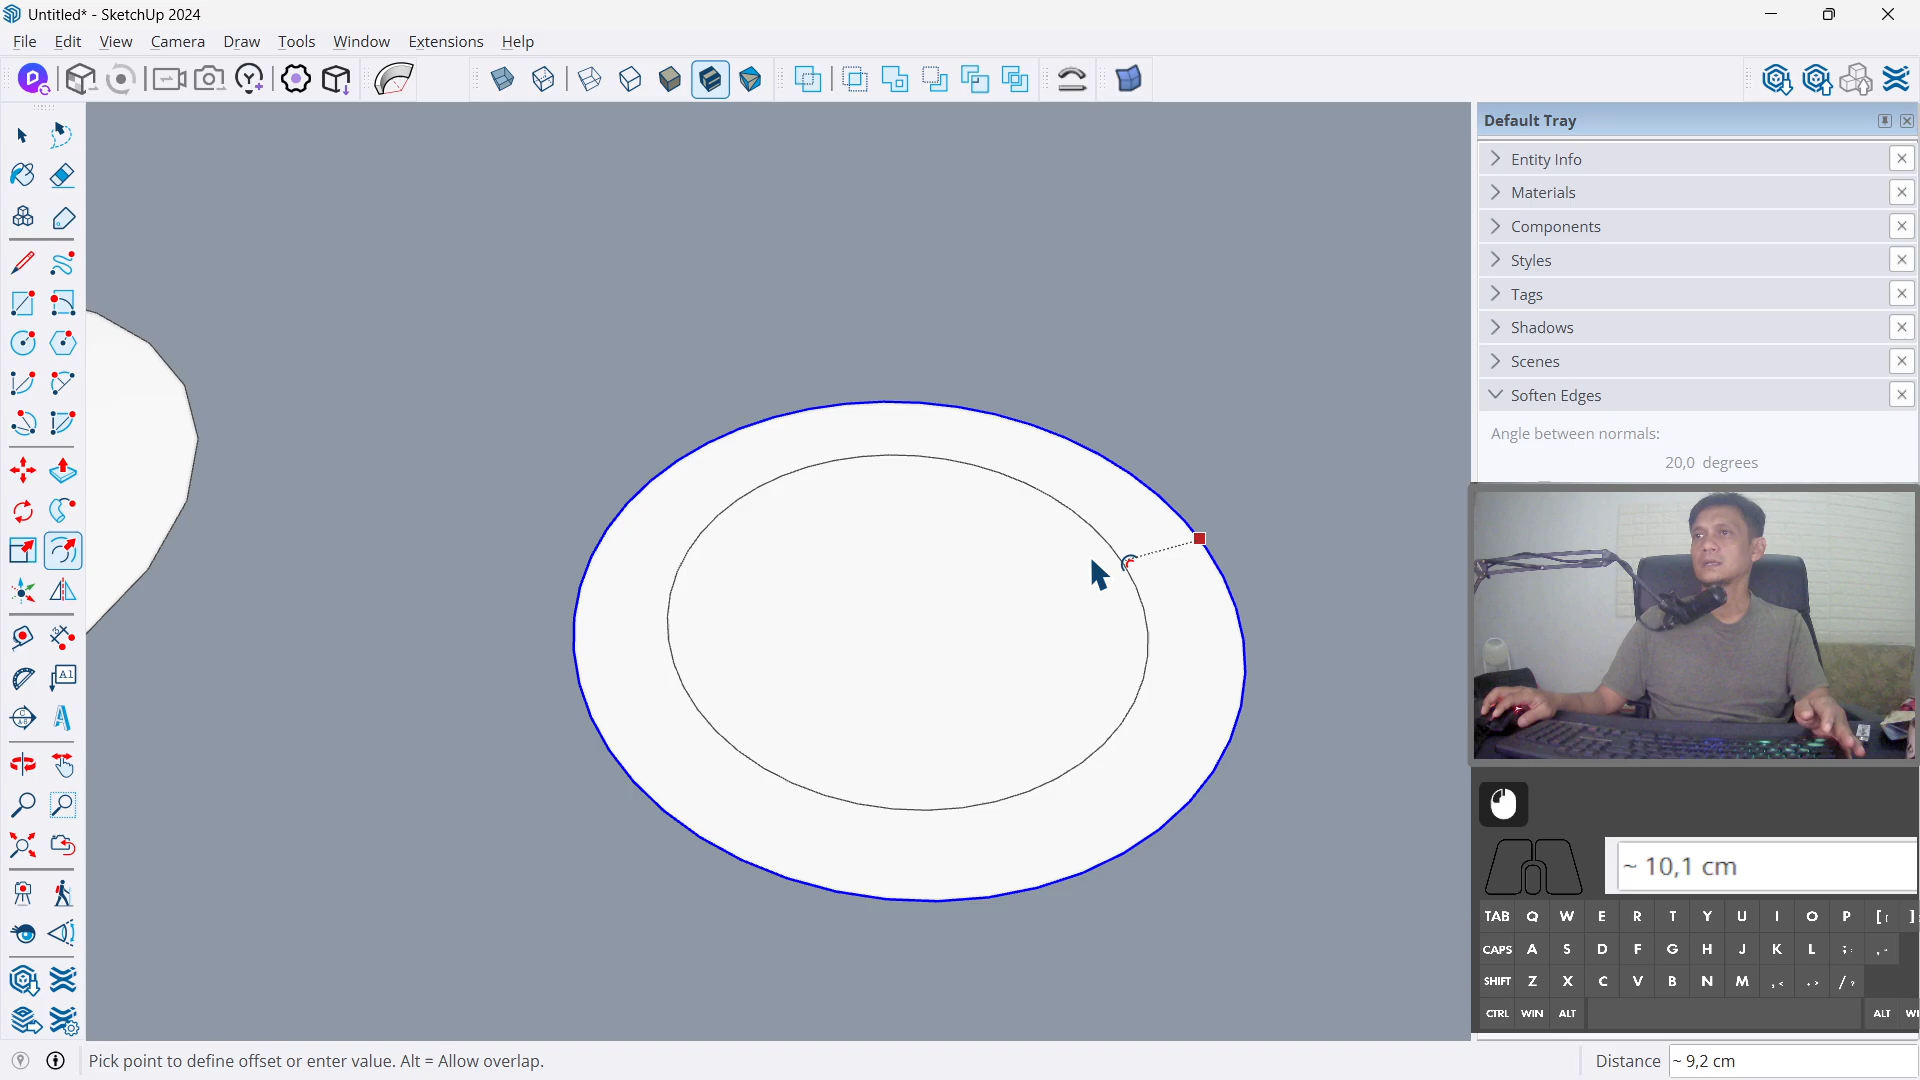 Untitled* - SketchUp 2024
File Edit View Camera Draw Tools Window Extensions Help
Default Tray
Entity Info
Materials
Components
Styles
Tags
Shadows
Scenes
Soften Edges
Angle between normals:
20,0 degrees
~ 10,1 cm
TAB Q W E R T Y U I O P [ ]
CAPS A S D F G H J K L ;
SHIFT Z X C V B N M , < . > / ?
CTRL WIN ALT ALT WI
Pick point to define offset or enter value. Alt = Allow overlap.
Distance ~ 9,2 cm